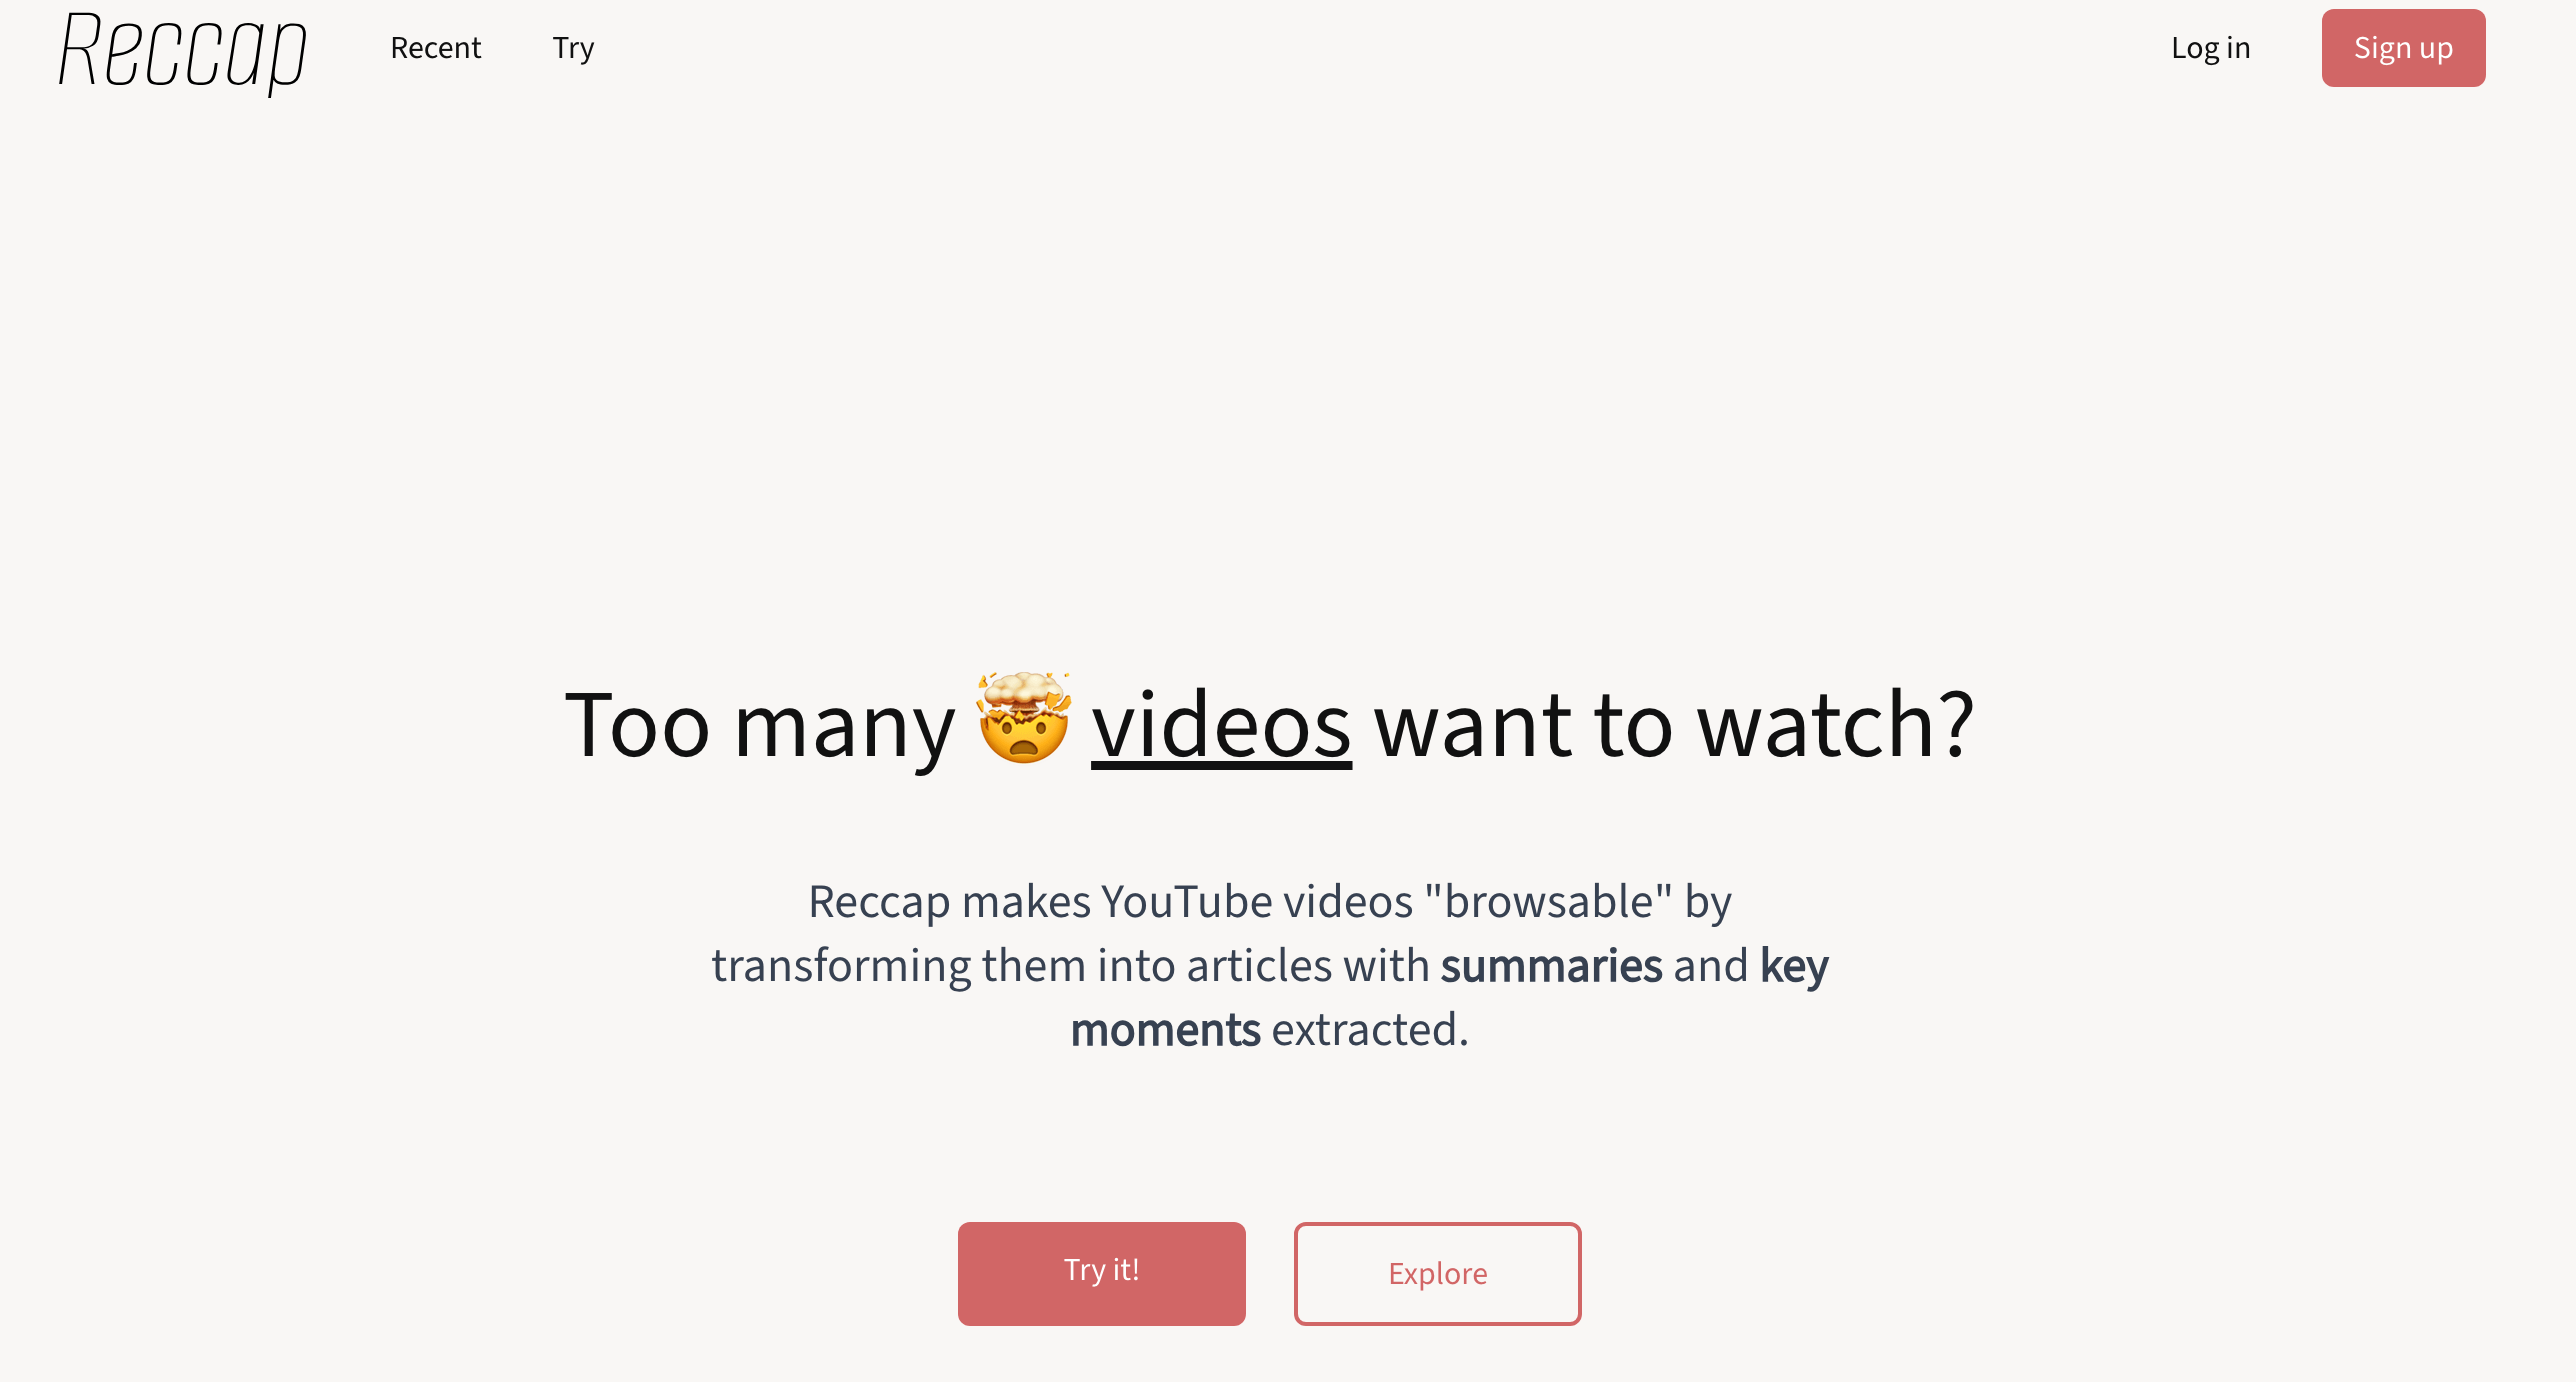 Reccap
Recent
Try
Log in
Sign up
Too many 🤯 videos want to watch?
Reccap makes YouTube videos "browsable" by
transforming them into articles with summaries and key
moments extracted.
Try it!
Explore